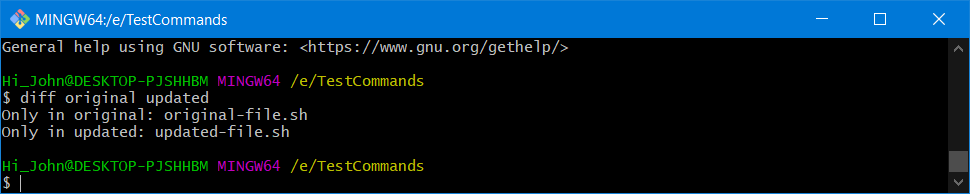 MINGW64:/e/TestCommands
General help using GNU software: <https://www.gnu.org/gethelp/>
Hi_John@DESKTOP-PJSHHBM MINGW64 /e/TestCommands
$ diff original updated
Only in original: original-file.sh
Only in updated: updated-file.sh
Hi_John@DESKTOP-PJSHHBM MINGW64 /e/TestCommands
$